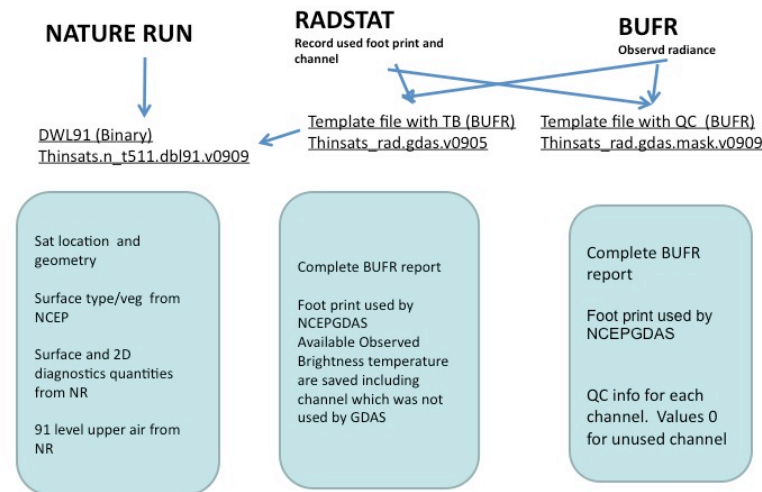 NATURE RUN
RADSTAT
Record used foot print and
channel
BUFR
Observd radiance
DWL91 (Binary)
Thinsats.n_t511.dbl91.v0909
Template file with TB (BUFR)
Thinsats_rad.gdas.v0905
Template file with QC (BUFR)
Thinsats_rad.gdas.mask.v0909
Sat location and
geometry
Surface type/veg from
NCEP
Surface and 2D
diagnostics quantities
from NR
91 level upper air from
NR
Complete BUFR report
Foot print used by
NCEPGDAS
Available Observed
Brightness temperature
are saved including
channel which was not
used by GDAS
Complete BUFR
report
Foot print used by
NCEPGDAS
QC info for each
channel. Values 0
for unused channel